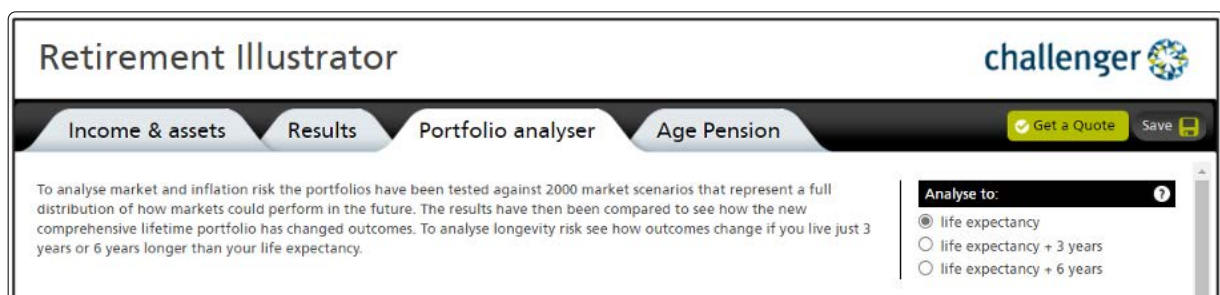 Retirement Illustrator
challenger
Income & assets Results Portfolio analyser Age Pension Get a Quote Save
To analyse market and inflation risk the portfolios have been tested against 2000 market scenarios that represent a full
distribution of how markets could perform in the future. The results have then been compared to see how the new
comprehensive lifetime portfolio has changed outcomes. To analyse longevity risk see how outcomes change if you live just 3
years or 6 years longer than your life expectancy.
Analyse to: ?
life expectancy
life expectancy + 3 years
life expectancy + 6 years